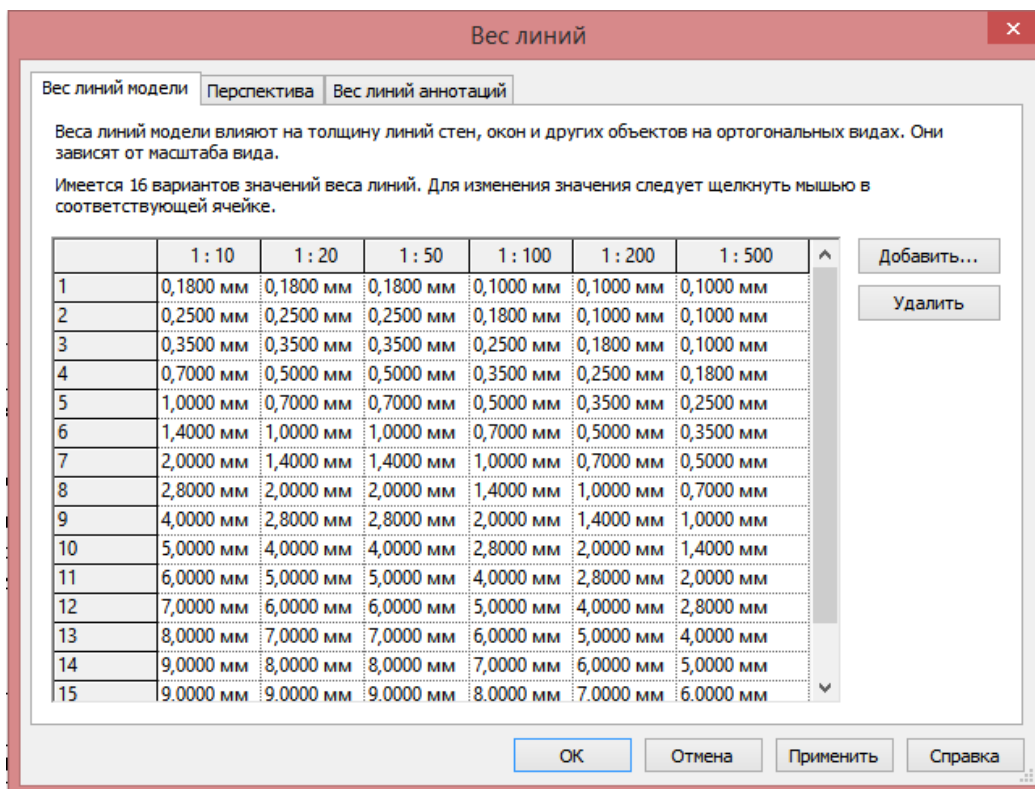 Вес линий
Вес линий модели Перспектива Вес линий аннотаций
Веса линий модели влияют на толщину линий стен, окон и других объектов на ортогональных видах. Они
зависят от масштаба вида.
Имеется 16 вариантов значений веса линий. Для изменения значения следует щелкнуть мышью в
соответствующей ячейке.
1 : 10 1 : 20 1 : 50 1 : 100 1 : 200 1 : 500
1 0,1800 мм 0,1800 мм 0,1800 мм 0,1000 мм 0,1000 мм 0,1000 мм
2 0,2500 мм 0,2500 мм 0,2500 мм 0,1800 мм 0,1000 мм 0,1000 мм
3 0,3500 мм 0,3500 мм 0,3500 мм 0,2500 мм 0,1800 мм 0,1000 мм
4 0,7000 мм 0,5000 мм 0,5000 мм 0,3500 мм 0,2500 мм 0,1800 мм
5 1,0000 мм 0,7000 мм 0,7000 мм 0,5000 мм 0,3500 мм 0,2500 мм
6 1,4000 мм 1,0000 мм 1,0000 мм 0,7000 мм 0,5000 мм 0,3500 мм
7 2,0000 мм 1,4000 мм 1,4000 мм 1,0000 мм 0,7000 мм 0,5000 мм
8 2,8000 мм 2,0000 мм 2,0000 мм 1,4000 мм 1,0000 мм 0,7000 мм
9 4,0000 мм 2,8000 мм 2,8000 мм 2,0000 мм 1,4000 мм 1,0000 мм
10 5,0000 мм 4,0000 мм 4,0000 мм 2,8000 мм 2,0000 мм 1,4000 мм
11 6,0000 мм 5,0000 мм 5,0000 мм 4,0000 мм 2,8000 мм 2,0000 мм
12 7,0000 мм 6,0000 мм 6,0000 мм 5,0000 мм 4,0000 мм 2,8000 мм
13 8,0000 мм 7,0000 мм 7,0000 мм 6,0000 мм 5,0000 мм 4,0000 мм
14 9,0000 мм 8,0000 мм 8,0000 мм 7,0000 мм 6,0000 мм 5,0000 мм
15 9,0000 мм 9,0000 мм 9,0000 мм 8,0000 мм 7,0000 мм 6,0000 мм
Добавить...
Удалить
ОК Отмена Применить Справка